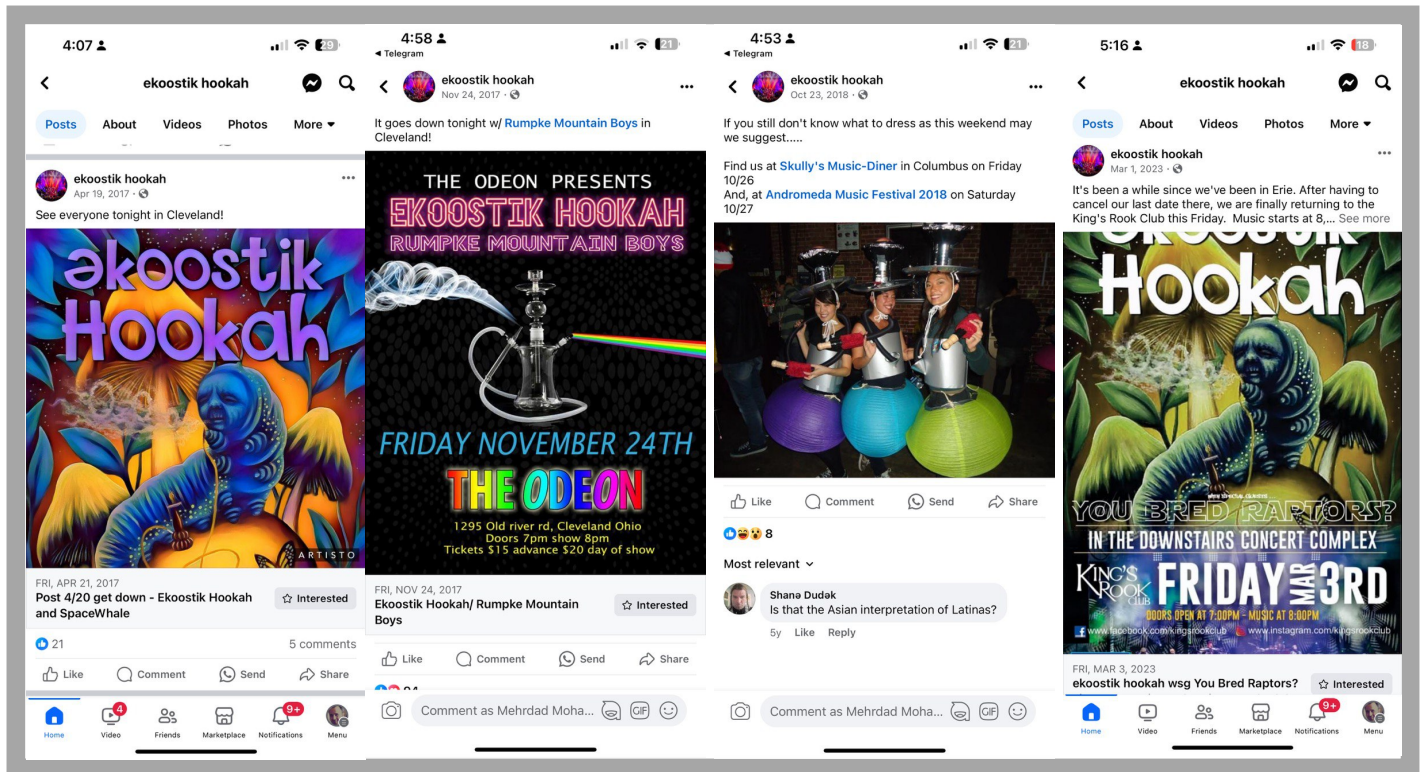 4:07
29
ekoostik hookah
Posts About Videos Photos More
ekoostik hookah
Apr 19, 2017 ·
See everyone tonight in Cleveland!
əkoostik
Hookah
ARTISTO
FRI, APR 21, 2017
Post 4/20 get down - Ekoostik Hookah
and SpaceWhale
Interested
21
5 comments
Like Comment Send Share
4
9+
Home Video Friends Marketplace Notifications Menu
4:58
21
◄ Telegram
ekoostik hookah
Nov 24, 2017 ·
It goes down tonight w/ Rumpke Mountain Boys in
Cleveland!
THE ODEON PRESENTS
EKOOSTIK HOOKAH
RUMPKE MOUNTAIN BOYS
FRIDAY NOVEMBER 24TH
THE ODEON
1295 Old river rd, Cleveland Ohio
Doors 7pm show 8pm
Tickets $15 advance $20 day of show
FRI, NOV 24, 2017
Ekoostik Hookah/ Rumpke Mountain
Boys
Interested
Like Comment Send Share
Comment as Mehrdad Moha...
GIF
4:53
21
◄ Telegram
ekoostik hookah
Oct 23, 2018 ·
If you still don't know what to dress as this weekend may
we suggest.....
Find us at Skully's Music-Diner in Columbus on Friday
10/26
And, at Andromeda Music Festival 2018 on Saturday
10/27
Like Comment Send Share
8
Most relevant
Shana Dudek
Is that the Asian interpretation of Latinas?
5y Like Reply
Comment as Mehrdad Moha...
GIF
5:16
18
ekoostik hookah
Posts About Videos Photos More
ekoostik hookah
Mar 1, 2023 ·
It's been a while since we've been in Erie. After having to
cancel our last date there, we are finally returning to the
King's Rook Club this Friday. Music starts at 8,... See more
Hookah
WITH SPECIAL GUESTS...
YOU BRED RAPTORS?
IN THE DOWNSTAIRS CONCERT COMPLEX
KING'S
ROOK
CLUB
FRIDAY MAR 3RD
DOORS OPEN AT 7:00PM - MUSIC AT 8:00PM
www.facebook.com/kingsrookclub www.instagram.com/kingsrookclub
FRI, MAR 3, 2023
ekoostik hookah wsg You Bred Raptors?
Interested
9+
Home Video Friends Marketplace Notifications Menu